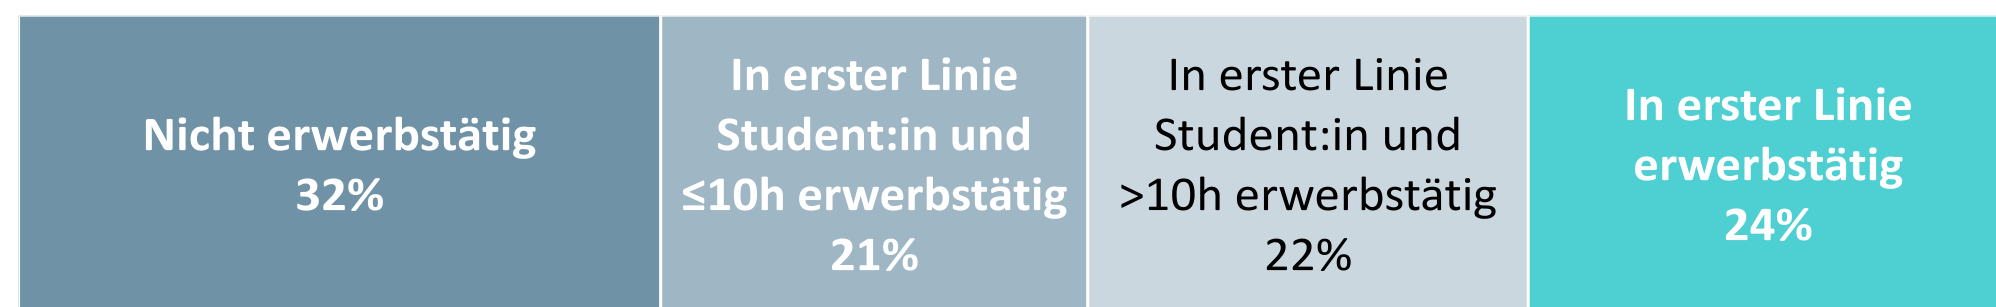 Nicht erwerbstätig
32%
In erster Linie
Student:in und
≤10h erwerbstätig
21%
In erster Linie
Student:in und
>10h erwerbstätig
22%
In erster Linie
erwerbstätig
24%